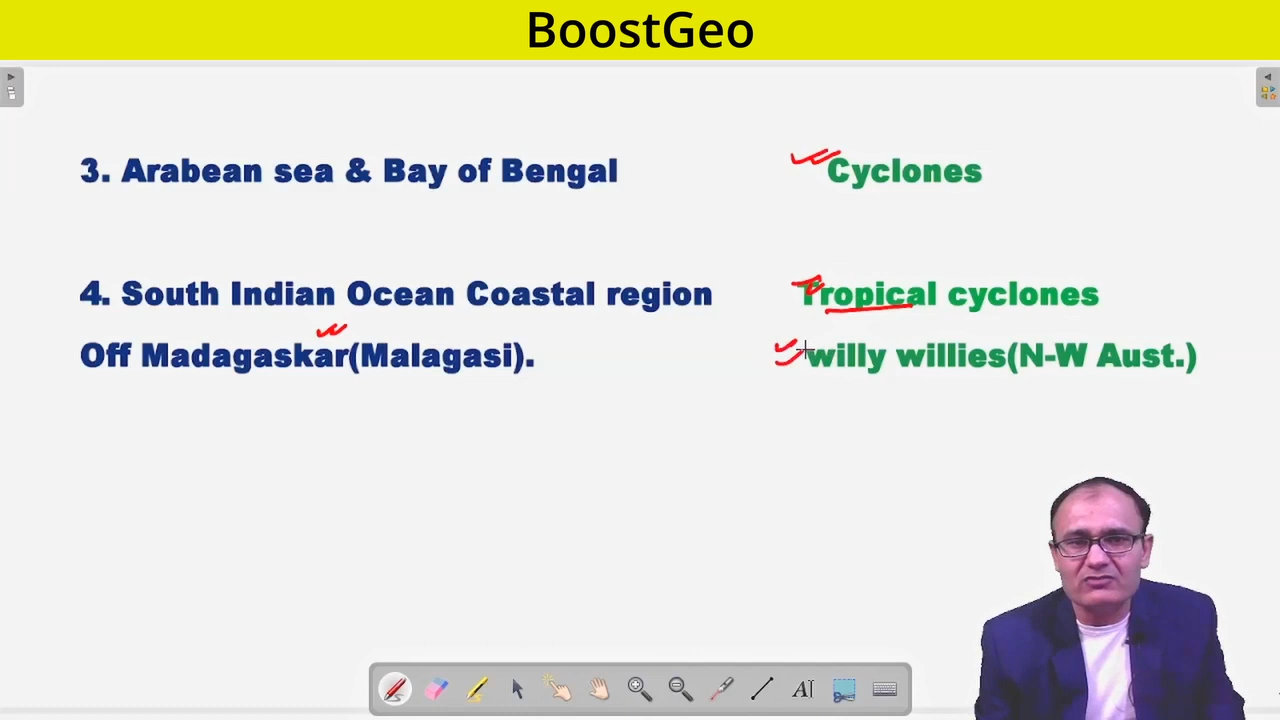 BoostGeo
3. Arabean sea & Bay of Bengal Cyclones
4. South Indian Ocean Coastal region Tropical cyclones
Off Madagaskar(Malagasi). willy willies(N-W Aust.)